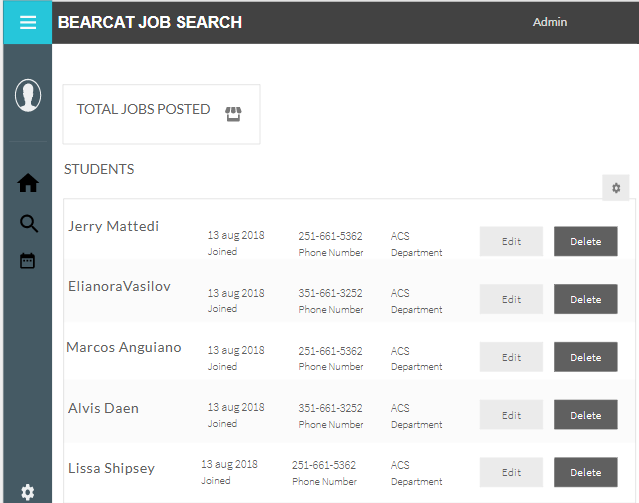 BEARCAT JOB SEARCH Admin
TOTAL JOBS POSTED
STUDENTS
Jerry Mattedi 13 aug 2018 251-661-5362 ACS Edit Delete
Joined Phone Number Department
ElianoraVasilov 13 aug 2018 351-661-3252 ACS Edit Delete
Joined Phone Number Department
Marcos Anguiano 13 aug 2018 251-661-5362 ACS Edit Delete
Joined Phone Number Department
Alvis Daen 13 aug 2018 351-661-3252 ACS Edit Delete
Joined Phone Number Department
Lissa Shipsey 13 aug 2018 251-661-5362 ACS Edit Delete
Joined Phone Number Department